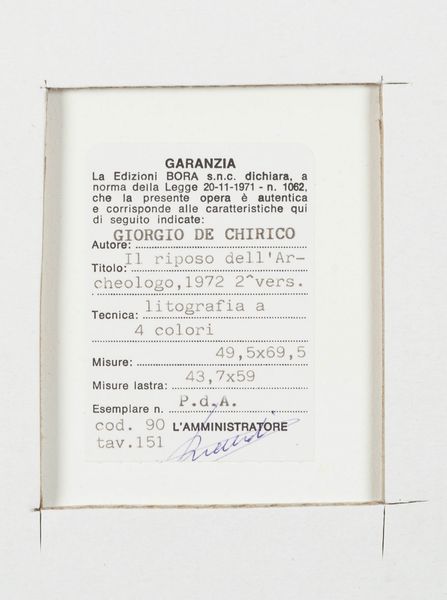 GARANZIA
La Edizioni BORA s.n.c. dichiara, a
norma della Legge 20-11-1971 - n. 1062,
che la presente opera è autentica
e corrisponde alle caratteristiche qui
di seguito indicate:
Autore: GIORGIO DE CHIRICO
Titolo: Il riposo dell'Ar-
cheologo,1972 2^vers.
Tecnica: litografia a
4 colori
Misure: 49,5x69,5
Misure lastra: 43,7x59
Esemplare n. P.d.A.
cod. 90 L'AMMINISTRATORE
tav.151